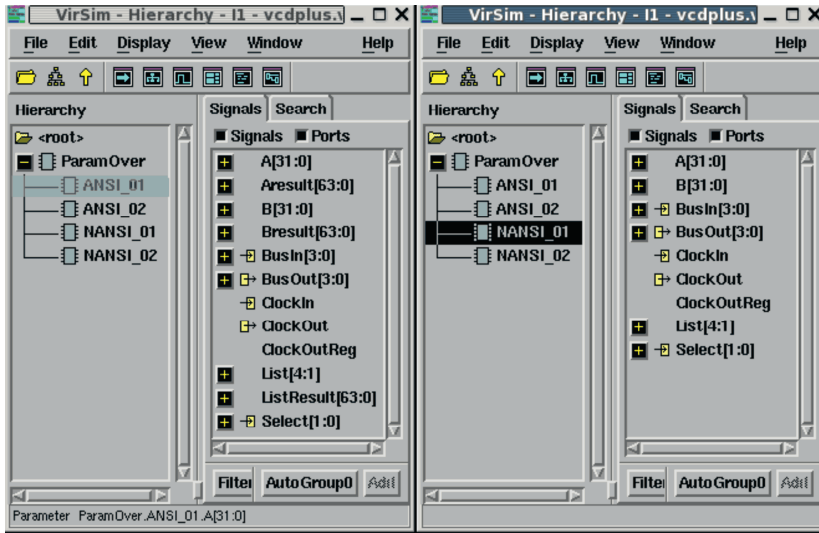 VirSim - Hierarchy - I1 - vcdplus.v
File Edit Display View Window Help
Hierarchy
<root>
ParamOver
ANSI_01
ANSI_02
NANSI_01
NANSI_02
Signals Search
Signals Ports
A[31:0]
Aresult[63:0]
B[31:0]
Bresult[63:0]
BusIn[3:0]
BusOut[3:0]
ClockIn
ClockOut
ClockOutReg
List[4:1]
ListResult[63:0]
Select[1:0]
Filter AutoGroup0 Add
Parameter ParamOver.ANSI_01.A[31:0]
VirSim - Hierarchy - I1 - vcdplus.v
File Edit Display View Window Help
Hierarchy
<root>
ParamOver
ANSI_01
ANSI_02
NANSI_01
NANSI_02
Signals Search
Signals Ports
A[31:0]
B[31:0]
BusIn[3:0]
BusOut[3:0]
ClockIn
ClockOut
ClockOutReg
List[4:1]
Select[1:0]
Filter AutoGroup0 Add